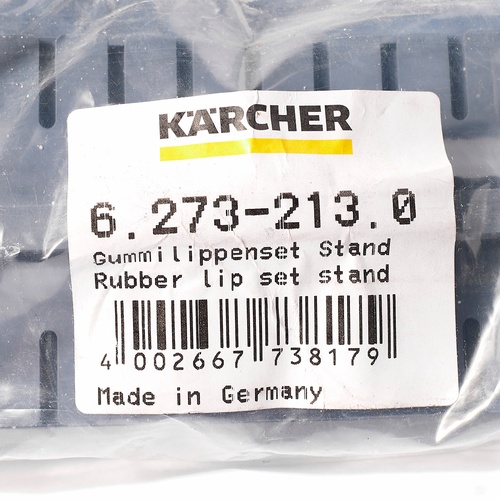 KÄRCHER
6.273-213.0
Gummilippenset Stand
Rubber lip set stand
4 002667 738179
Made in Germany